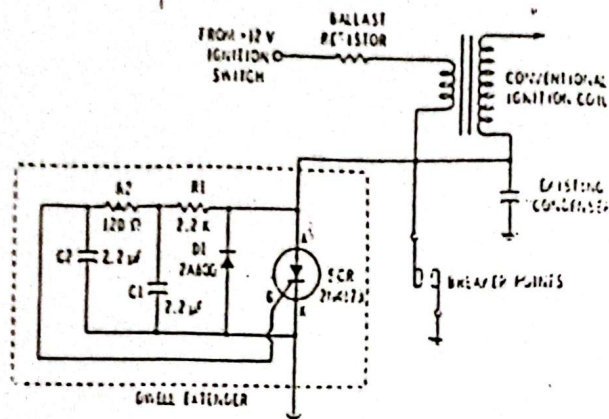 BALLAST
RESISTOR
FROM +12 V
IGNITION
SWITCH
CONVENTIONAL
IGNITION COIL
EXISTING
CONDENSER
R2
R1
120 Ω
2.2 K
D1
2A600
C2
2.2 µF
C1
2.2 µF
A
SCR
G
K
BREAKER POINTS
DWELL EXTENDER